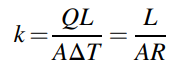 k = QL / AΔT = L / AR